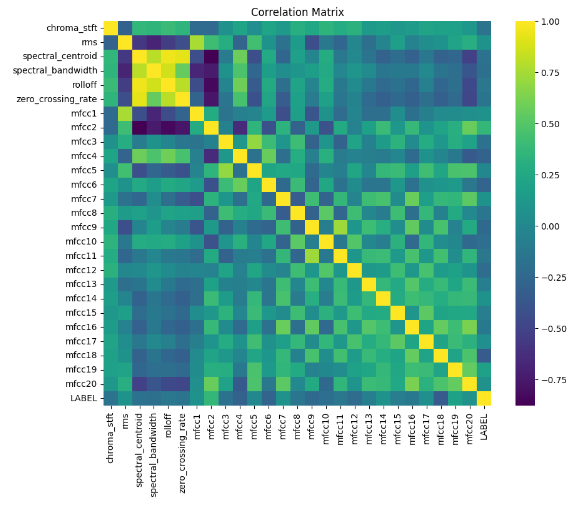 Correlation Matrix
chroma_stft
rms
spectral_centroid
spectral_bandwidth
rolloff
zero_crossing_rate
mfcc1
mfcc2
mfcc3
mfcc4
mfcc5
mfcc6
mfcc7
mfcc8
mfcc9
mfcc10
mfcc11
mfcc12
mfcc13
mfcc14
mfcc15
mfcc16
mfcc17
mfcc18
mfcc19
mfcc20
LABEL
chroma_stft
rms
spectral_centroid
spectral_bandwidth
rolloff
zero_crossing_rate
mfcc1
mfcc2
mfcc3
mfcc4
mfcc5
mfcc6
mfcc7
mfcc8
mfcc9
mfcc10
mfcc11
mfcc12
mfcc13
mfcc14
mfcc15
mfcc16
mfcc17
mfcc18
mfcc19
mfcc20
LABEL
1.00
0.75
0.50
0.25
0.00
−0.25
−0.50
−0.75